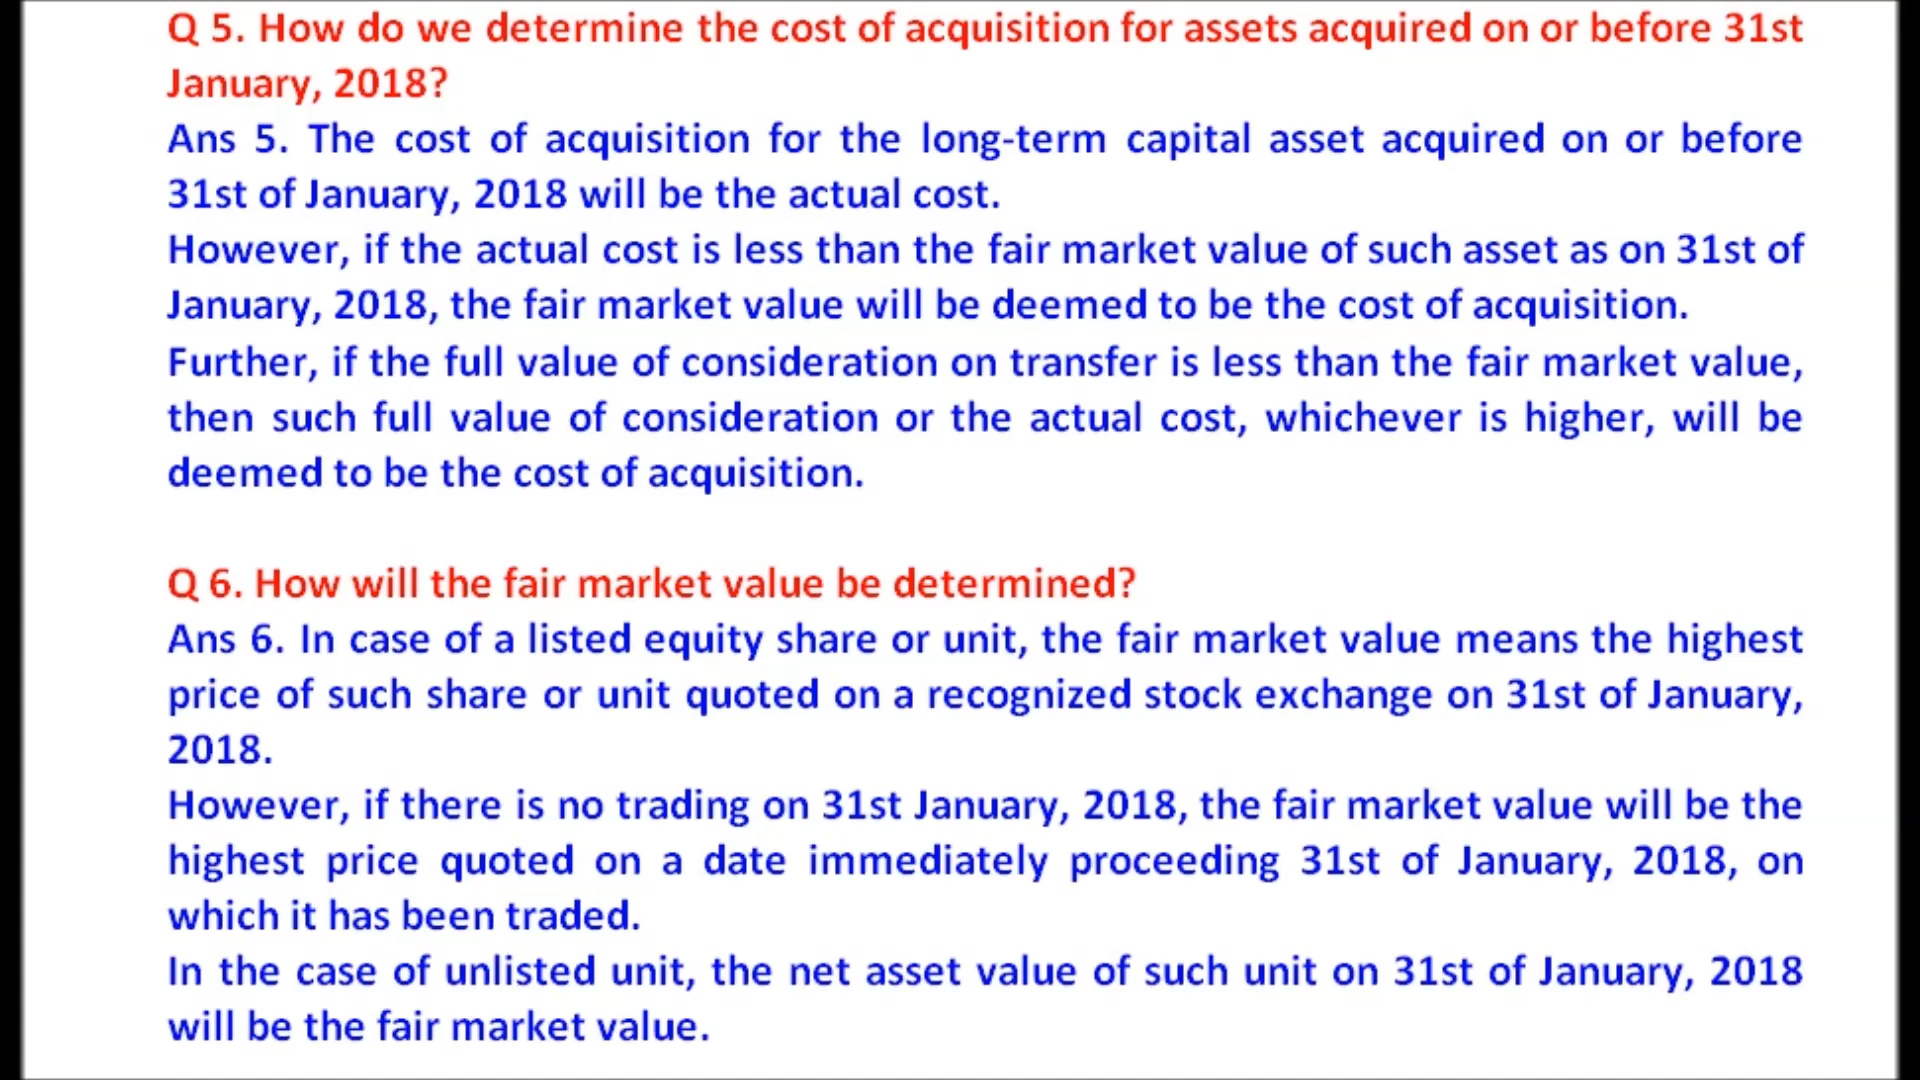 Q 5. How do we determine the cost of acquisition for assets acquired on or before 31st
January, 2018?
Ans 5. The cost of acquisition for the long-term capital asset acquired on or before
31st of January, 2018 will be the actual cost.
However, if the actual cost is less than the fair market value of such asset as on 31st of
January, 2018, the fair market value will be deemed to be the cost of acquisition.
Further, if the full value of consideration on transfer is less than the fair market value,
then such full value of consideration or the actual cost, whichever is higher, will be
deemed to be the cost of acquisition.
Q 6. How will the fair market value be determined?
Ans 6. In case of a listed equity share or unit, the fair market value means the highest
price of such share or unit quoted on a recognized stock exchange on 31st of January,
2018.
However, if there is no trading on 31st January, 2018, the fair market value will be the
highest price quoted on a date immediately proceeding 31st of January, 2018, on
which it has been traded.
In the case of unlisted unit, the net asset value of such unit on 31st of January, 2018
will be the fair market value.